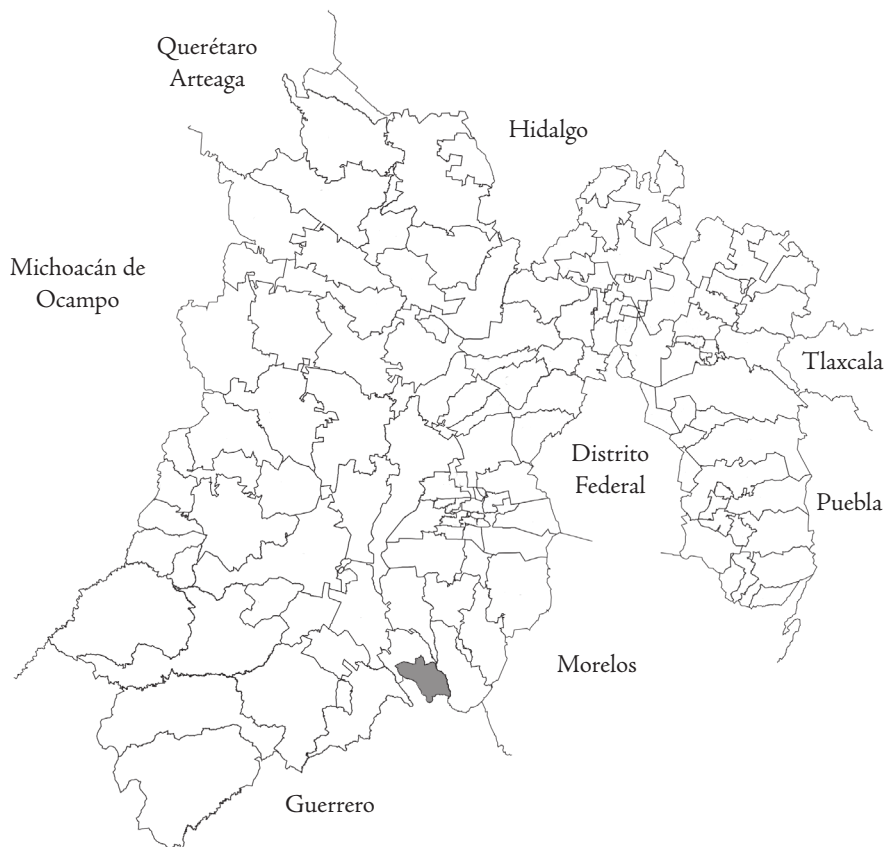 Querétaro
Arteaga
Hidalgo
Michoacán de
Ocampo
Tlaxcala
Distrito
Federal
Puebla
Morelos
Guerrero